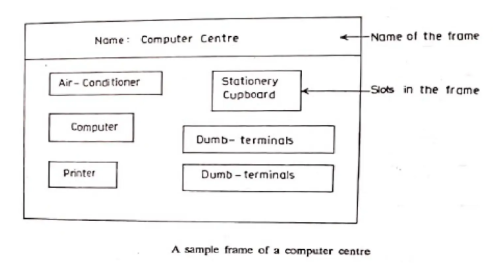 Name: Computer Centre
Name of the frame
Air-Conditioner
Stationery
Cupboard
Slots in the frame
Computer
Dumb-terminals
Printer
Dumb-terminals
A sample frame of a computer centre